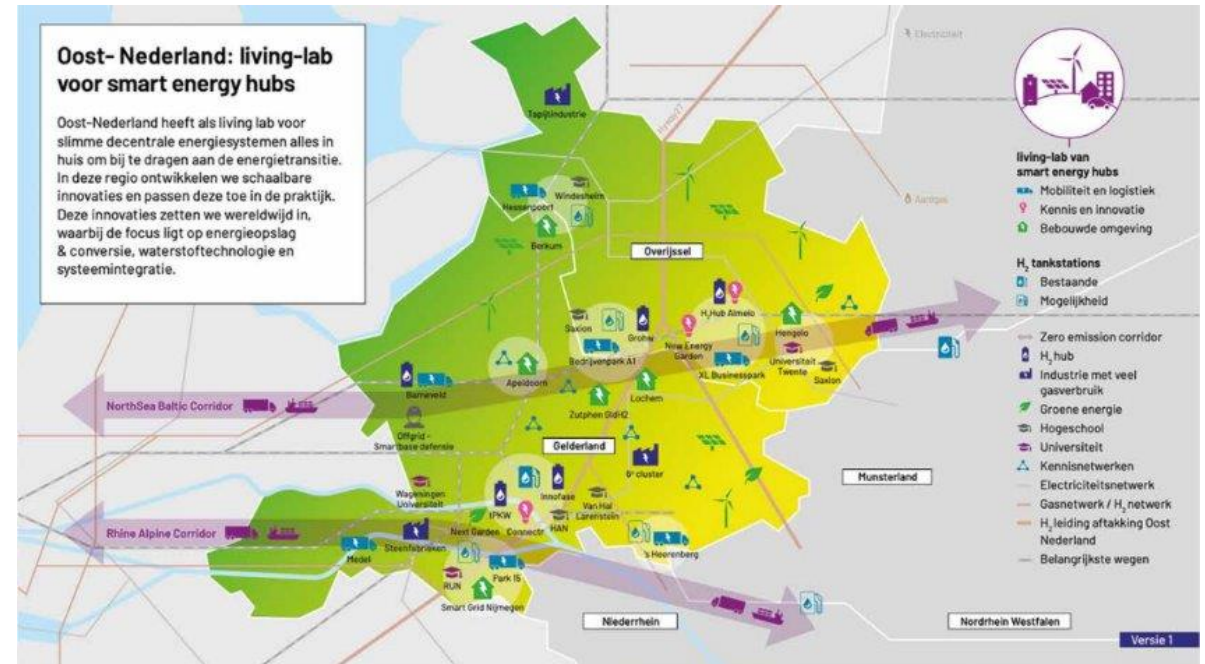 Oost- Nederland: living-lab
voor smart energy hubs
Oost-Nederland heeft als living lab voor
slimme decentrale energiesystemen alles in
huis om bij te dragen aan de energietransitie.
In deze regio ontwikkelen we schaalbare
innovaties en passen deze toe in de praktijk.
Deze innovaties zetten we wereldwijd in,
waarbij de focus ligt op energieopslag
& conversie, waterstoftechnologie en
systeemintegratie.
Electriciteit
Hyway27
Aardgas
Tapijtindustrie
Hessenpoort
Windesheim
Berkum
Overijssel
Saxion
Grohw
H₂Hub Almelo
Bedrijvenpark A1
New Energy
Garden
XL Businesspark
Hengelo
Universiteit
Twente
Saxion
Apeldoorn
Barneveld
Lochem
Zutphen
NorthSea Baltic Corridor
Offgrid -
Smartbase defensie
Gelderland
6e cluster
Munsterland
Wageningen
Universiteit
IPKW
Innofase
Van Hal
Larenstein
Next Garden
Connectr
HAN
Rhine Alpine Corridor
Steenfabrieken
Medel
's Heerenberg
RUN
Park 15
Smart Grid Nijmegen
Niederrhein
Nordrhein Westfalen
living-lab van
smart energy hubs
Mobiliteit en logistiek
Kennis en innovatie
Bebouwde omgeving
H₂ tankstations
Bestaande
Mogelijkheid
Zero emission corridor
H₂ hub
Industrie met veel
gasverbruik
Groene energie
Hogeschool
Universiteit
Kennisnetwerken
Electriciteitsnetwerk
Gasnetwerk / H₂ netwerk
H₂ leiding aftakking Oost
Nederland
Belangrijkste wegen
Versie 1